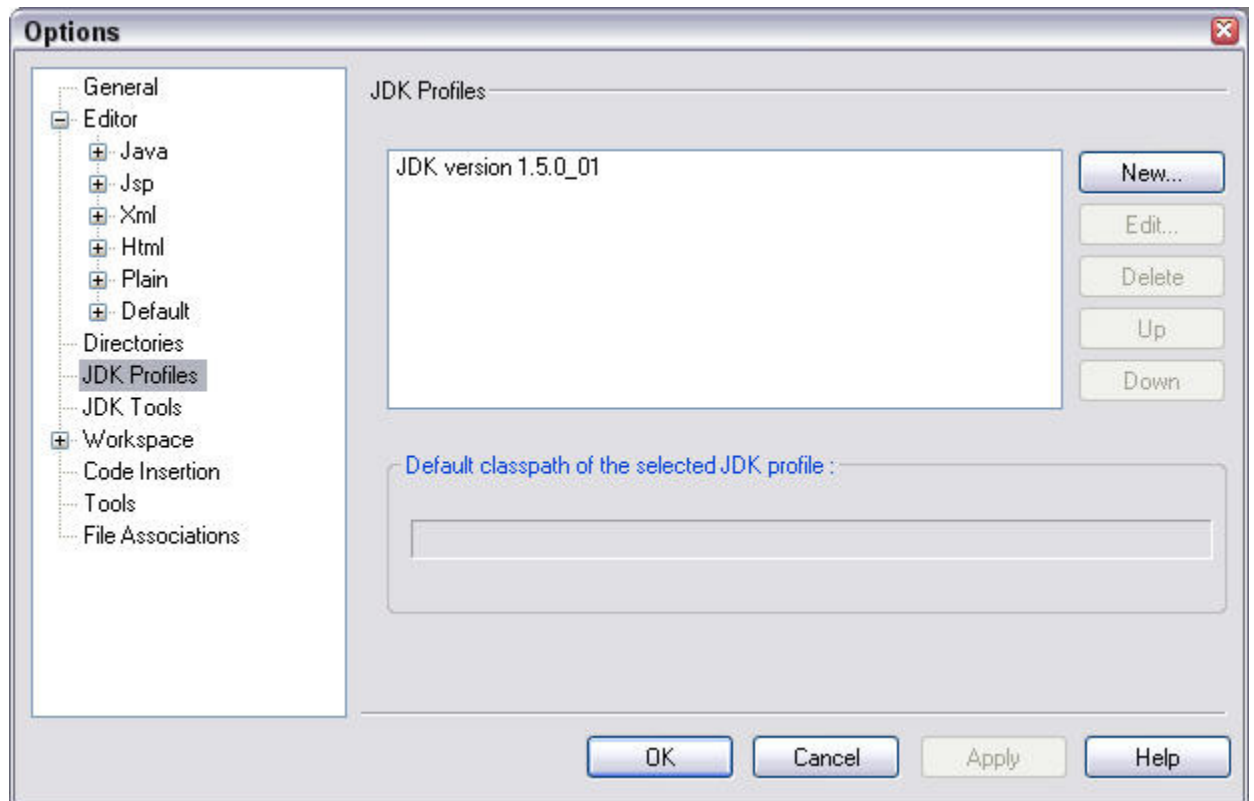 Options
General
Editor
Java
Jsp
Xml
Html
Plain
Default
Directories
JDK Profiles
JDK Tools
Workspace
Code Insertion
Tools
File Associations
JDK Profiles
JDK version 1.5.0_01
New...
Edit...
Delete
Up
Down
Default classpath of the selected JDK profile :
OK
Cancel
Apply
Help